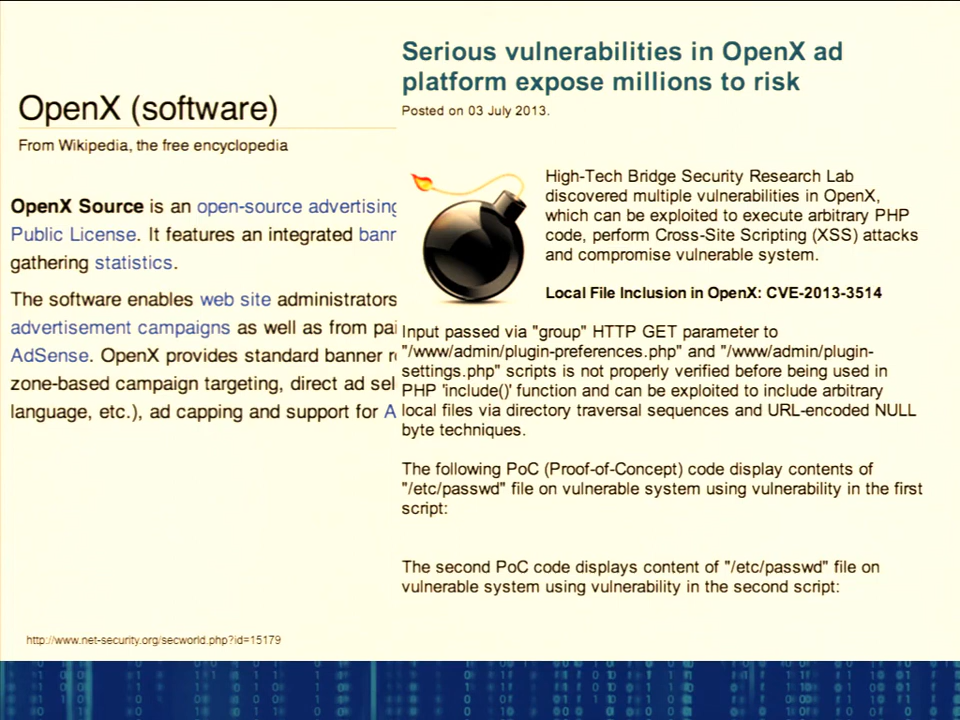 OpenX (software)
From Wikipedia, the free encyclopedia
OpenX Source is an open-source advertising
Public License. It features an integrated banr
gathering statistics.
The software enables web site administrators
advertisement campaigns as well as from pai
AdSense. OpenX provides standard banner r
zone-based campaign targeting, direct ad sel
language, etc.), ad capping and support for A
http://www.net-security.org/secworld.php?id=15179
Serious vulnerabilities in OpenX ad
platform expose millions to risk
Posted on 03 July 2013.
High-Tech Bridge Security Research Lab
discovered multiple vulnerabilities in OpenX,
which can be exploited to execute arbitrary PHP
code, perform Cross-Site Scripting (XSS) attacks
and compromise vulnerable system.
Local File Inclusion in OpenX: CVE-2013-3514
Input passed via "group" HTTP GET parameter to
"/www/admin/plugin-preferences.php" and "/www/admin/plugin-
settings.php" scripts is not properly verified before being used in
PHP 'include()' function and can be exploited to include arbitrary
local files via directory traversal sequences and URL-encoded NULL
byte techniques.
The following PoC (Proof-of-Concept) code display contents of
"/etc/passwd" file on vulnerable system using vulnerability in the first
script:
The second PoC code displays content of "/etc/passwd" file on
vulnerable system using vulnerability in the second script: